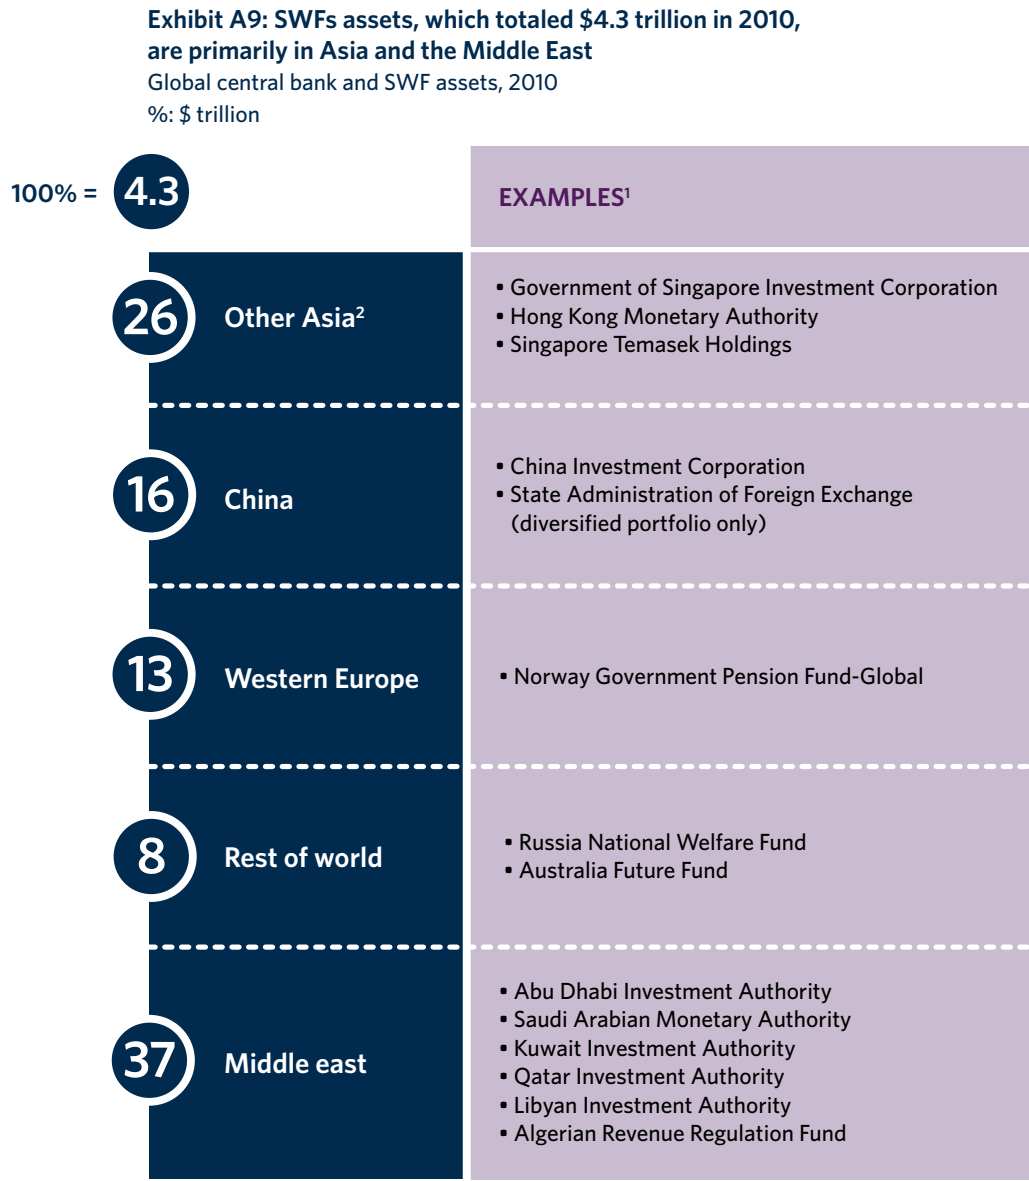 Exhibit A9: SWFs assets, which totaled $4.3 trillion in 2010,
are primarily in Asia and the Middle East
Global central bank and SWF assets, 2010
%: $ trillion
100% = 4.3
EXAMPLES¹
26 Other Asia²
• Government of Singapore Investment Corporation
• Hong Kong Monetary Authority
• Singapore Temasek Holdings
16 China
• China Investment Corporation
• State Administration of Foreign Exchange
(diversified portfolio only)
13 Western Europe
• Norway Government Pension Fund-Global
8 Rest of world
• Russia National Welfare Fund
• Australia Future Fund
37 Middle east
• Abu Dhabi Investment Authority
• Saudi Arabian Monetary Authority
• Kuwait Investment Authority
• Qatar Investment Authority
• Libyan Investment Authority
• Algerian Revenue Regulation Fund